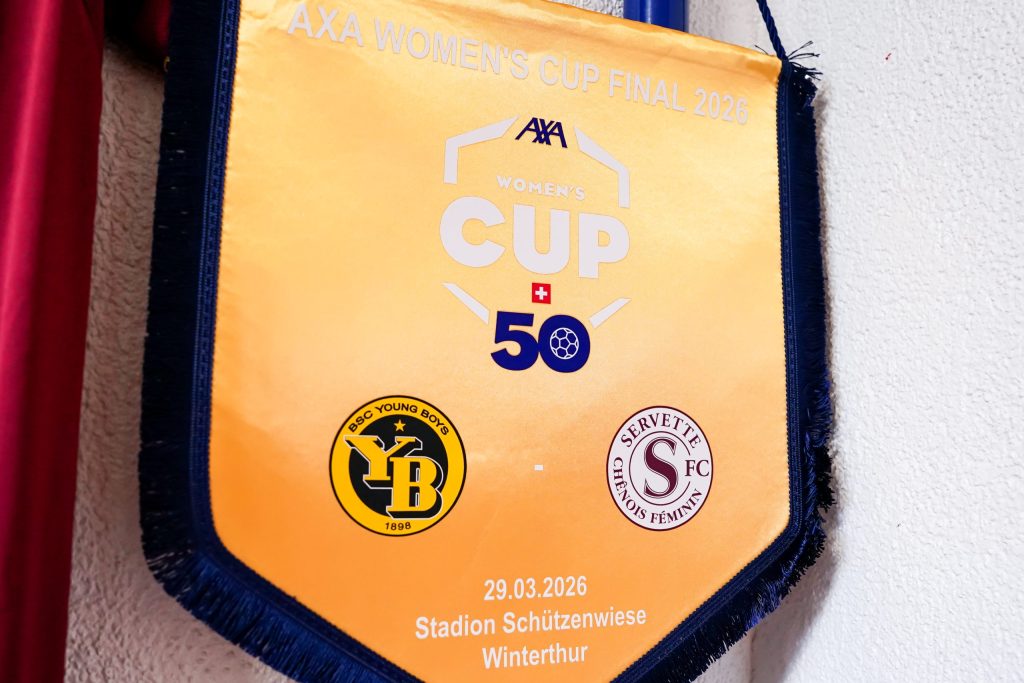 AXA WOMEN'S CUP FINAL 2026
AXA
WOMEN'S
CUP
50
BSC YOUNG BOYS
YB
1898
-
SERVETTE
S FC
CHÊNOIS FÉMININ
29.03.2026
Stadion Schützenwiese
Winterthur